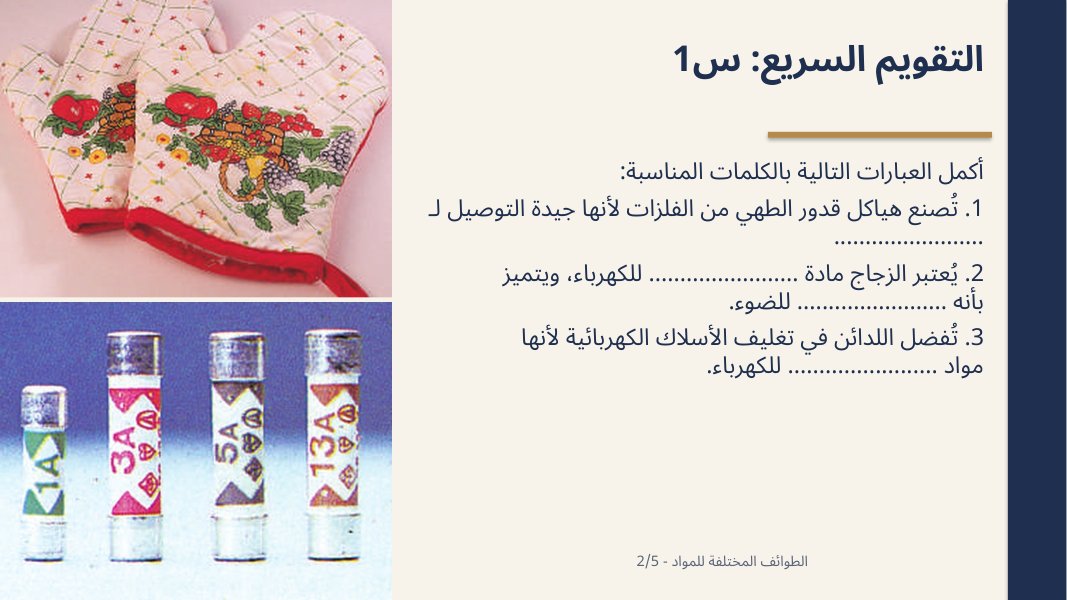 التقويم السريع: س1
أكمل العبارات التالية بالكلمات المناسبة:
1. تُصنع هياكل قدور الطهي من الفلزات لأنها جيدة التوصيل لـ
........................
2. يُعتبر الزجاج مادة ........................ للكهرباء، ويتميز
بأنه ........................ للضوء.
3. تُفضل اللدائن في تغليف الأسلاك الكهربائية لأنها
مواد ........................ للكهرباء.
1A
3A
5A
13A
الطوائف المختلفة للمواد - 2/5